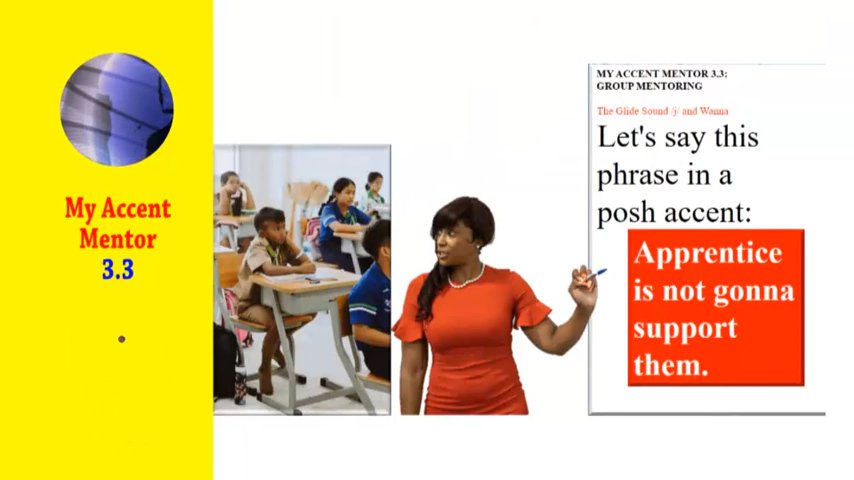 My Accent
Mentor
3.3
MY ACCENT MENTOR 3.3:
GROUP MENTORING
The Glide Sound /j/ and Wanna
Let's say this
phrase in a
posh accent:
Apprentice
is not gonna
support
them.